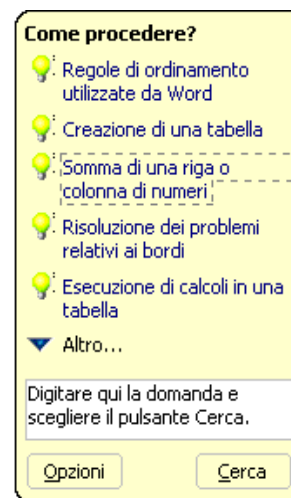 Come procedere?
Regole di ordinamento
utilizzate da Word
Creazione di una tabella
Somma di una riga o
colonna di numeri
Risoluzione dei problemi
relativi ai bordi
Esecuzione di calcoli in una
tabella
Altro...
Digitare qui la domanda e
scegliere il pulsante Cerca.
Opzioni
Cerca